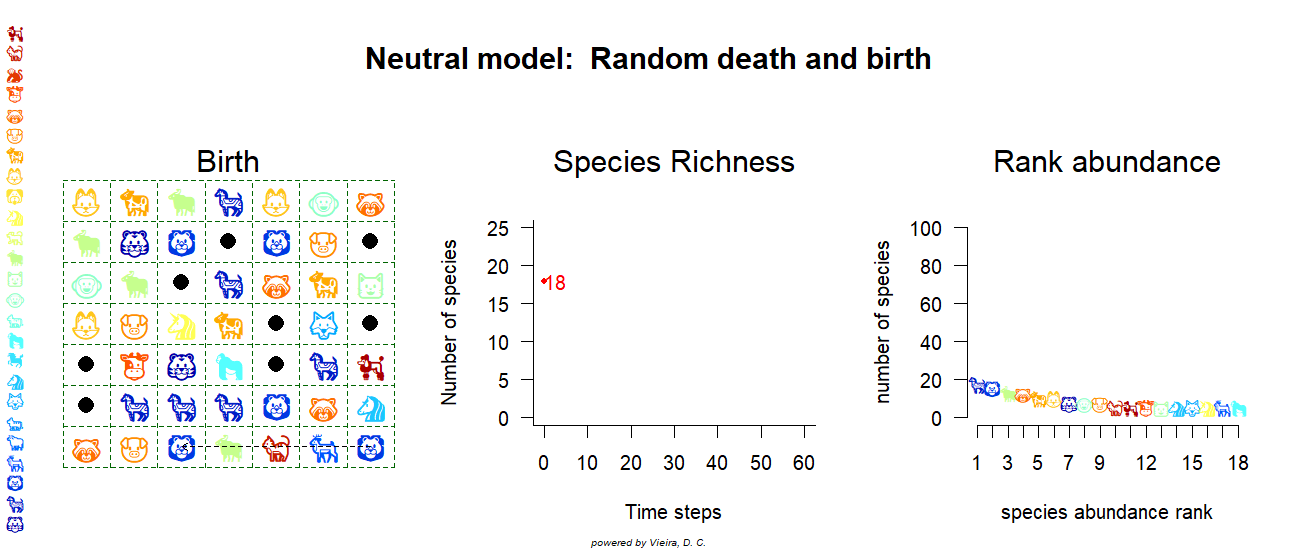 Neutral model:  Random death and birth
Birth
Species Richness
Rank abundance
Number of species
25
20
15
10
5
0
18
0 10 20 30 40 50 60
Time steps
number of species
100
80
60
40
20
0
1 3 5 7 9 12 15 18
species abundance rank
powered by Vieira, D. C.